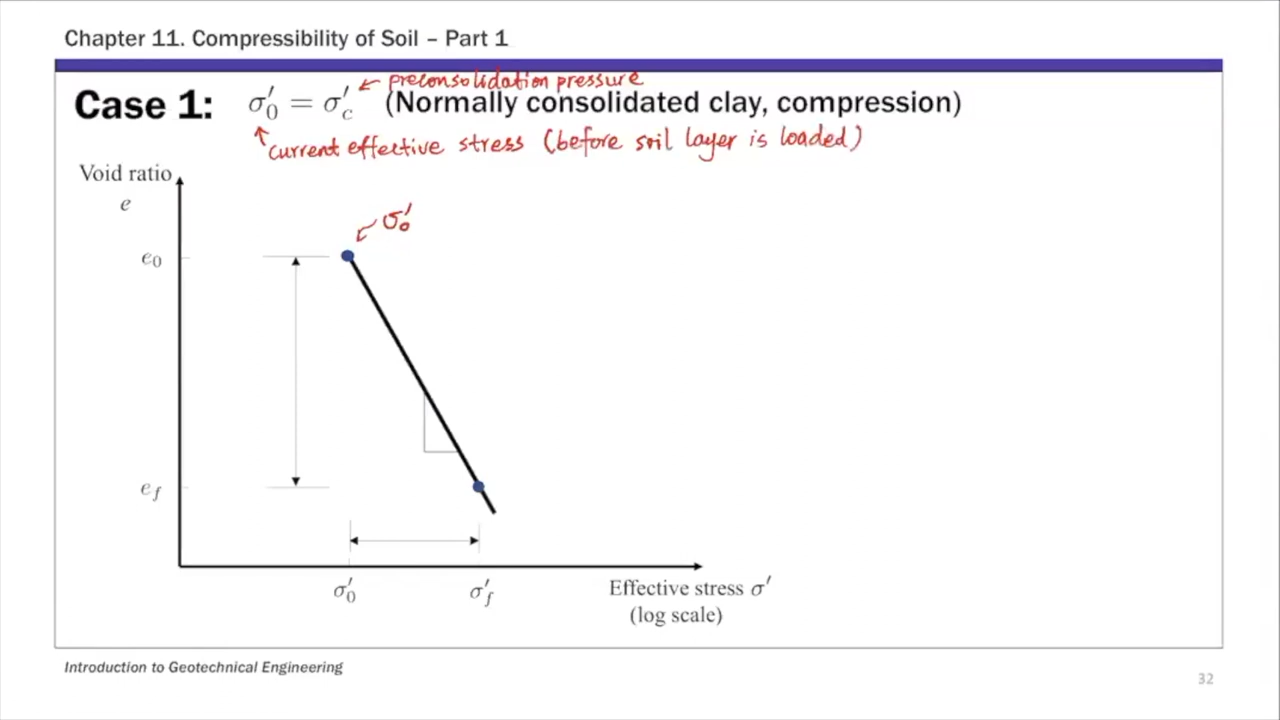 Chapter 11. Compressibility of Soil – Part 1
← preconsolidation pressure
Case 1: σ′₀ = σ′c (Normally consolidated clay, compression)
↑ current effective stress (before soil layer is loaded)
Void ratio
e
σ₀′
e₀
e_f
σ′₀
σ′_f
Effective stress σ′
(log scale)
Introduction to Geotechnical Engineering
32